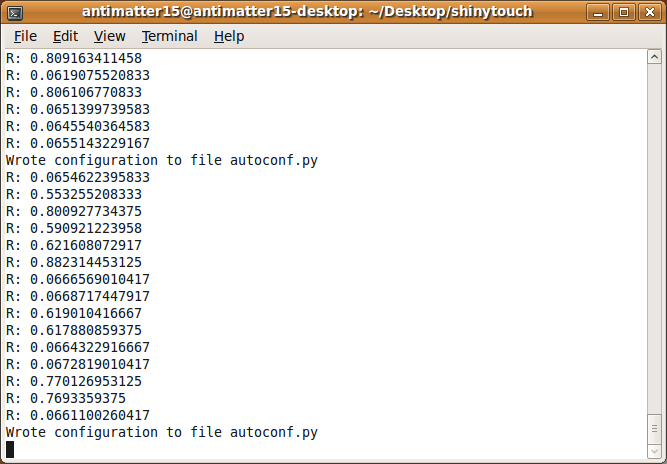 antimatter15@antimatter15-desktop: ~/Desktop/shinytouch
File Edit View Terminal Help
R: 0.809163411458
R: 0.0619075520833
R: 0.806106770833
R: 0.0651399739583
R: 0.0645540364583
R: 0.0655143229167
Wrote configuration to file autoconf.py
R: 0.0654622395833
R: 0.553255208333
R: 0.800927734375
R: 0.590921223958
R: 0.621608072917
R: 0.882314453125
R: 0.0666569010417
R: 0.0668717447917
R: 0.619010416667
R: 0.617880859375
R: 0.0664322916667
R: 0.0672819010417
R: 0.770126953125
R: 0.7693359375
R: 0.0661100260417
Wrote configuration to file autoconf.py